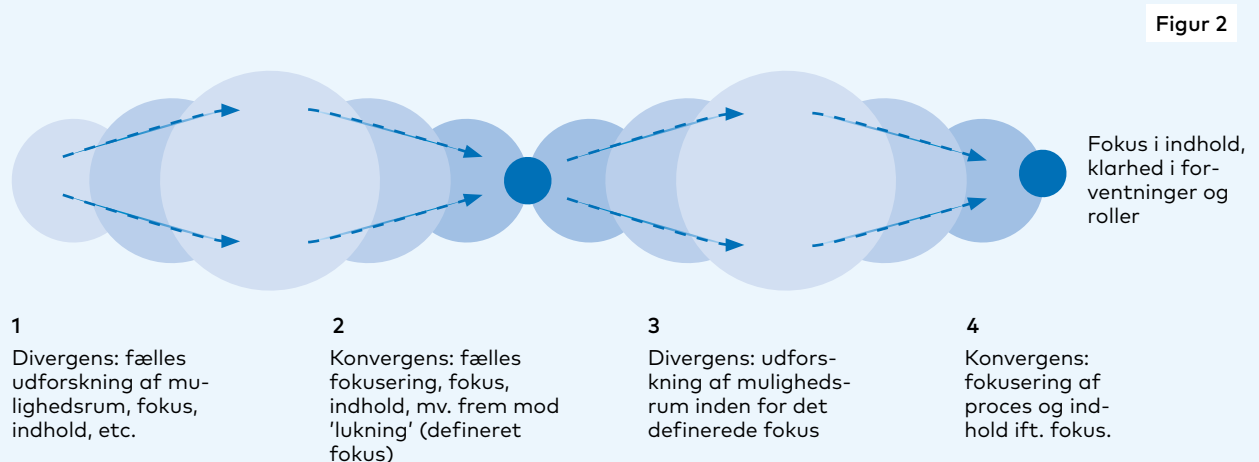 Figur 2
Fokus i indhold,
klarhed i for-
ventninger og
roller
1
Divergens: fælles
udforskning af mu-
lighedsrum, fokus,
indhold, etc.
2
Konvergens: fælles
fokusering, fokus,
indhold, mv. frem mod
'lukning' (defineret
fokus)
3
Divergens: udfors-
kning af muligheds-
rum inden for det
definerede fokus
4
Konvergens:
fokusering af
proces og ind-
hold ift. fokus.